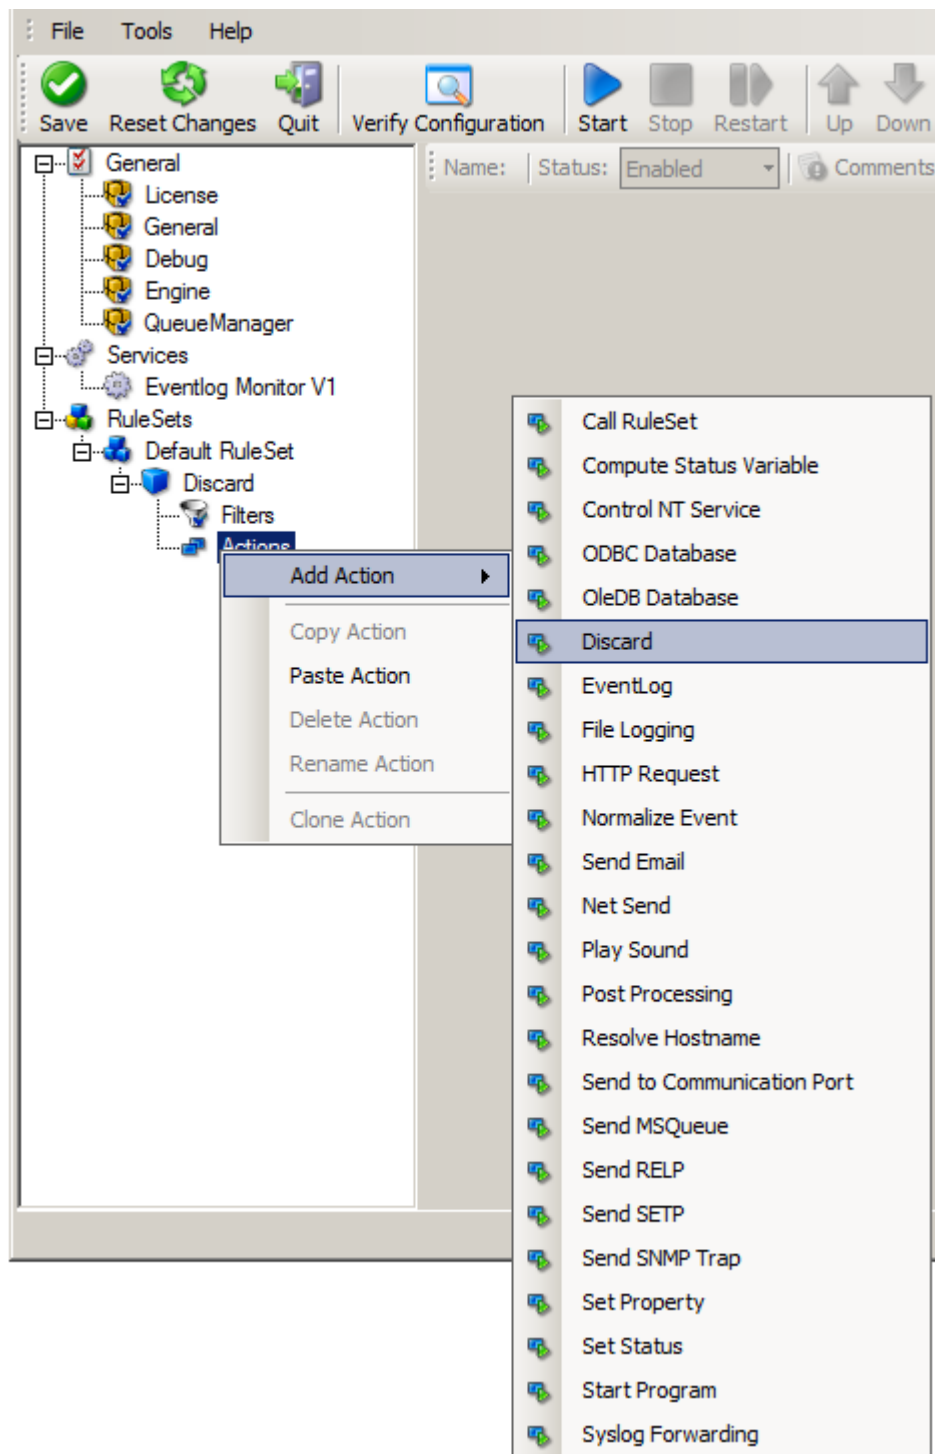 File Tools Help
Save Reset Changes Quit Verify Configuration Start Stop Restart Up Down
Name: Status: Enabled Comments
General
License
General
Debug
Engine
QueueManager
Services
Eventlog Monitor V1
RuleSets
Default RuleSet
Discard
Filters
Actions
Add Action
Copy Action
Paste Action
Delete Action
Rename Action
Clone Action
Call RuleSet
Compute Status Variable
Control NT Service
ODBC Database
OleDB Database
Discard
EventLog
File Logging
HTTP Request
Normalize Event
Send Email
Net Send
Play Sound
Post Processing
Resolve Hostname
Send to Communication Port
Send MSQueue
Send RELP
Send SETP
Send SNMP Trap
Set Property
Set Status
Start Program
Syslog Forwarding